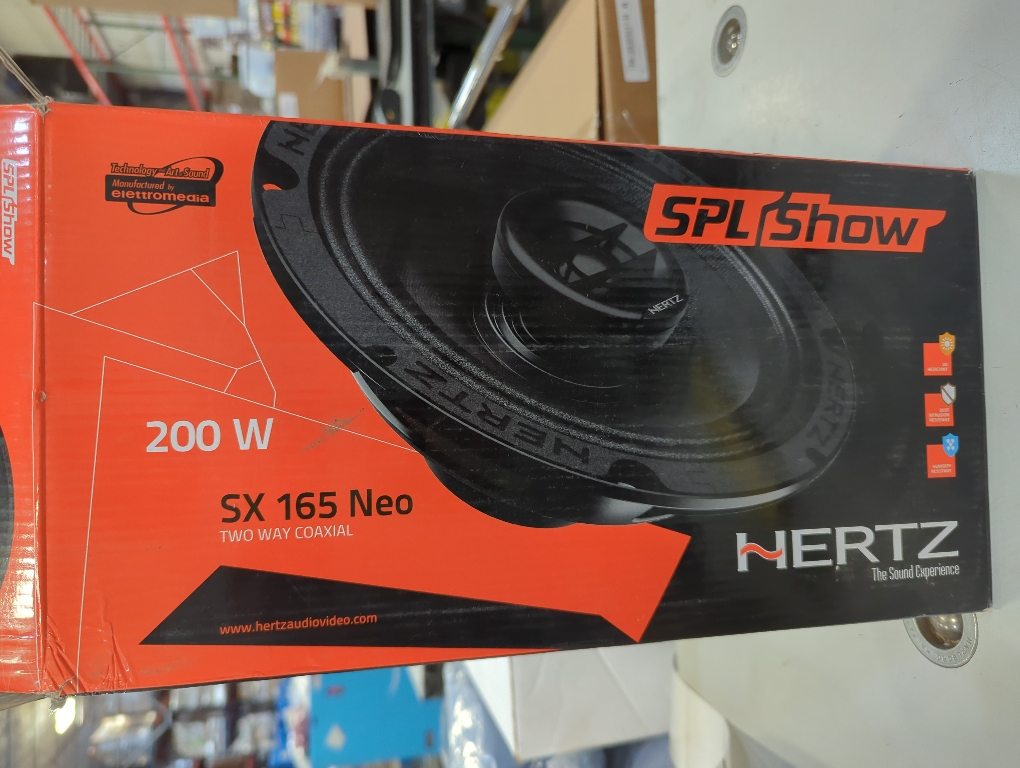 SPL Show
Technology
Art
Sound
Manufactured by
elettromedia
SPL Show
HERTZ
HERTZ
HERTZ
HERTZ
200 W
SX 165 Neo
TWO WAY COAXIAL
HERTZ
The Sound Experience
www.hertzaudiovideo.com